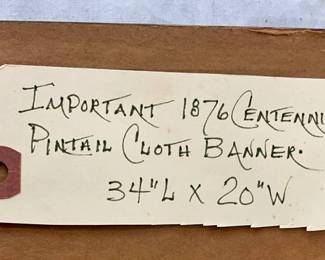 IMPORTANT 1876 CENTENNI
PINTAIL CLOTH BANNER.
34"L X 20"W